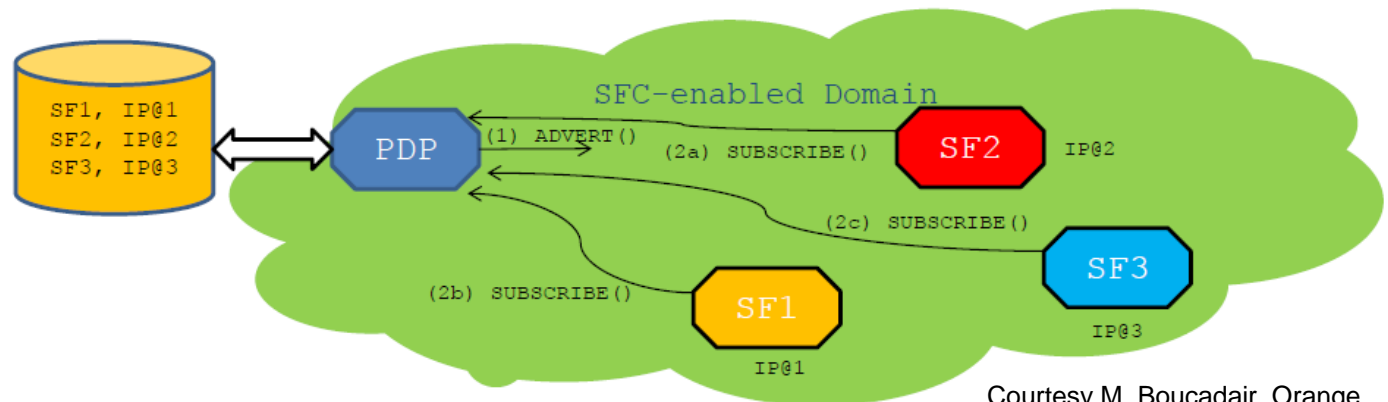 SF1, IP@1
SF2, IP@2
SF3, IP@3
SFC-enabled Domain
PDP
(1) ADVERT()
(2a) SUBSCRIBE()
SF2
IP@2
(2c) SUBSCRIBE()
SF3
IP@3
(2b) SUBSCRIBE()
SF1
IP@1
Courtesy M. Boucadair, Orange